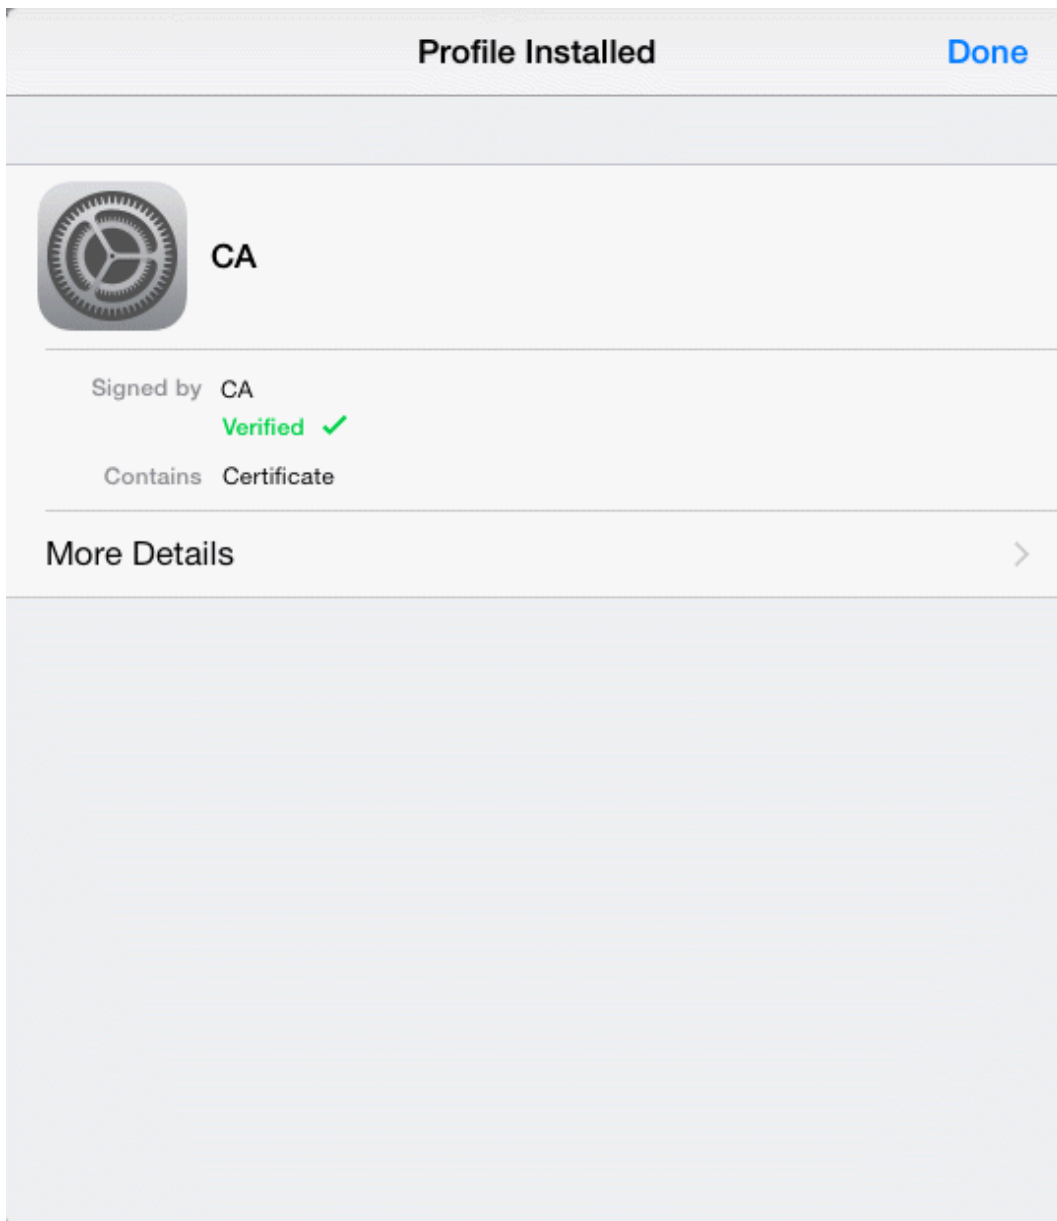 Profile Installed
Done
CA
Signed by CA
Verified
Contains Certificate
More Details